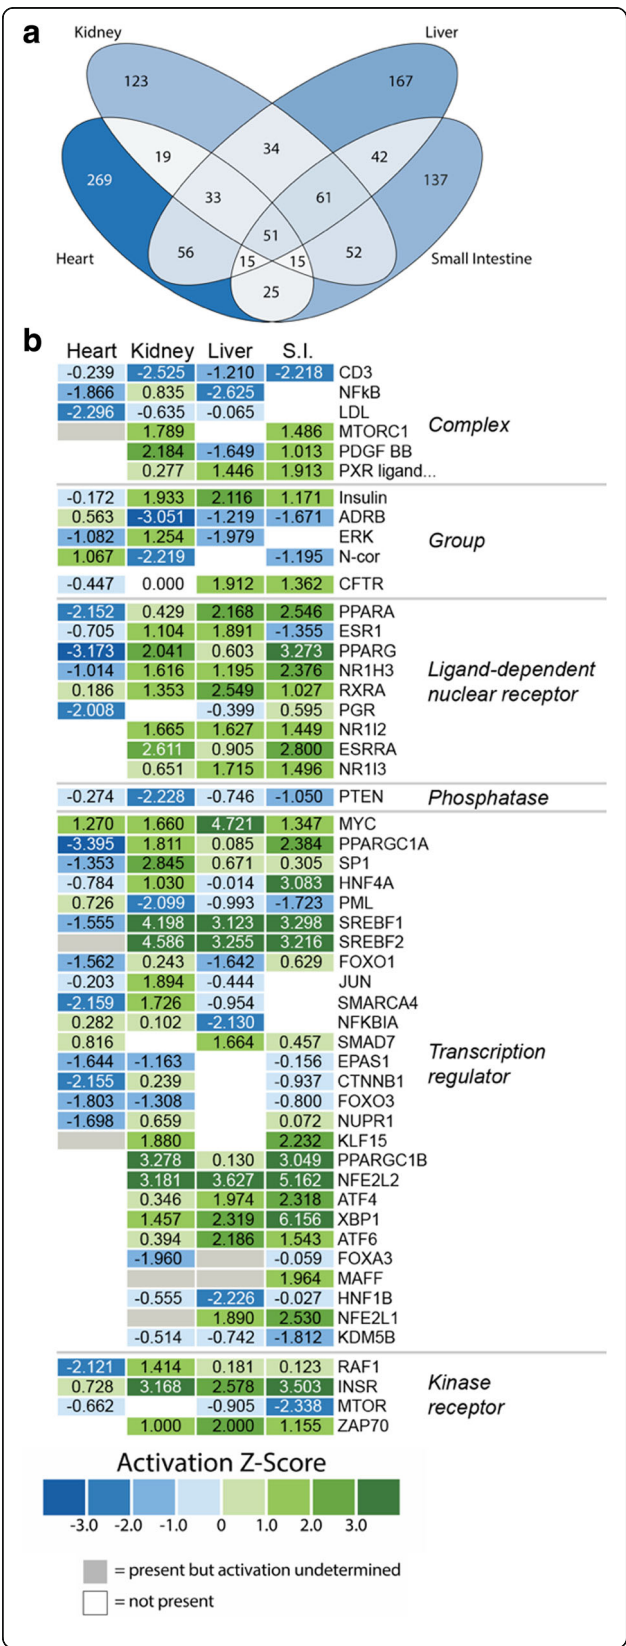 a
Kidney
Liver
123
167
19
34
42
269
33
61
137
51
56
15
15
52
Heart
Small Intestine
25
b
Heart Kidney Liver S.I.
-0.239 -2.525 -1.210 -2.218 CD3
-1.866 0.835 -2.625 NFkB
-2.296 -0.635 -0.065 LDL
Complex
1.789 1.486 MTORC1
2.184 -1.649 1.013 PDGF BB
0.277 1.446 1.913 PXR ligand...
-0.172 1.933 2.116 1.171 Insulin
0.563 -3.051 -1.219 -1.671 ADRB
Group
-1.082 1.254 -1.979 ERK
1.067 -2.219 -1.195 N-cor
-0.447 0.000 1.912 1.362 CFTR
-2.152 0.429 2.168 2.546 PPARA
-0.705 1.104 1.891 -1.355 ESR1
-3.173 2.041 0.603 3.273 PPARG
-1.014 1.616 1.195 2.376 NR1H3
Ligand-dependent
nuclear receptor
0.186 1.353 2.549 1.027 RXRA
-2.008 -0.399 0.595 PGR
1.665 1.627 1.449 NR1I2
2.611 0.905 2.800 ESRRA
0.651 1.715 1.496 NR1I3
-0.274 -2.228 -0.746 -1.050 PTEN Phosphatase
1.270 1.660 4.721 1.347 MYC
-3.395 1.811 0.085 2.384 PPARGC1A
-1.353 2.845 0.671 0.305 SP1
-0.784 1.030 -0.014 3.083 HNF4A
0.726 -2.099 -0.993 -1.723 PML
-1.555 4.198 3.123 3.298 SREBF1
4.586 3.255 3.216 SREBF2
-1.562 0.243 -1.642 0.629 FOXO1
-0.203 1.894 -0.444 JUN
-2.159 1.726 -0.954 SMARCA4
0.282 0.102 -2.130 NFKBIA
0.816 1.664 0.457 SMAD7
Transcription
regulator
-1.644 -1.163 -0.156 EPAS1
-2.155 0.239 -0.937 CTNNB1
-1.803 -1.308 -0.800 FOXO3
-1.698 0.659 0.072 NUPR1
1.880 2.232 KLF15
3.278 0.130 3.049 PPARGC1B
3.181 3.627 5.162 NFE2L2
0.346 1.974 2.318 ATF4
1.457 2.319 6.156 XBP1
0.394 2.186 1.543 ATF6
-1.960 -0.059 FOXA3
1.964 MAFF
-0.555 -2.226 -0.027 HNF1B
1.890 2.530 NFE2L1
-0.514 -0.742 -1.812 KDM5B
-2.121 1.414 0.181 0.123 RAF1
0.728 3.168 2.578 3.503 INSR
Kinase
receptor
-0.662 -0.905 -2.338 MTOR
1.000 2.000 1.155 ZAP70
Activation Z-Score
-3.0 -2.0 -1.0 0 1.0 2.0 3.0
= present but activation undetermined
= not present